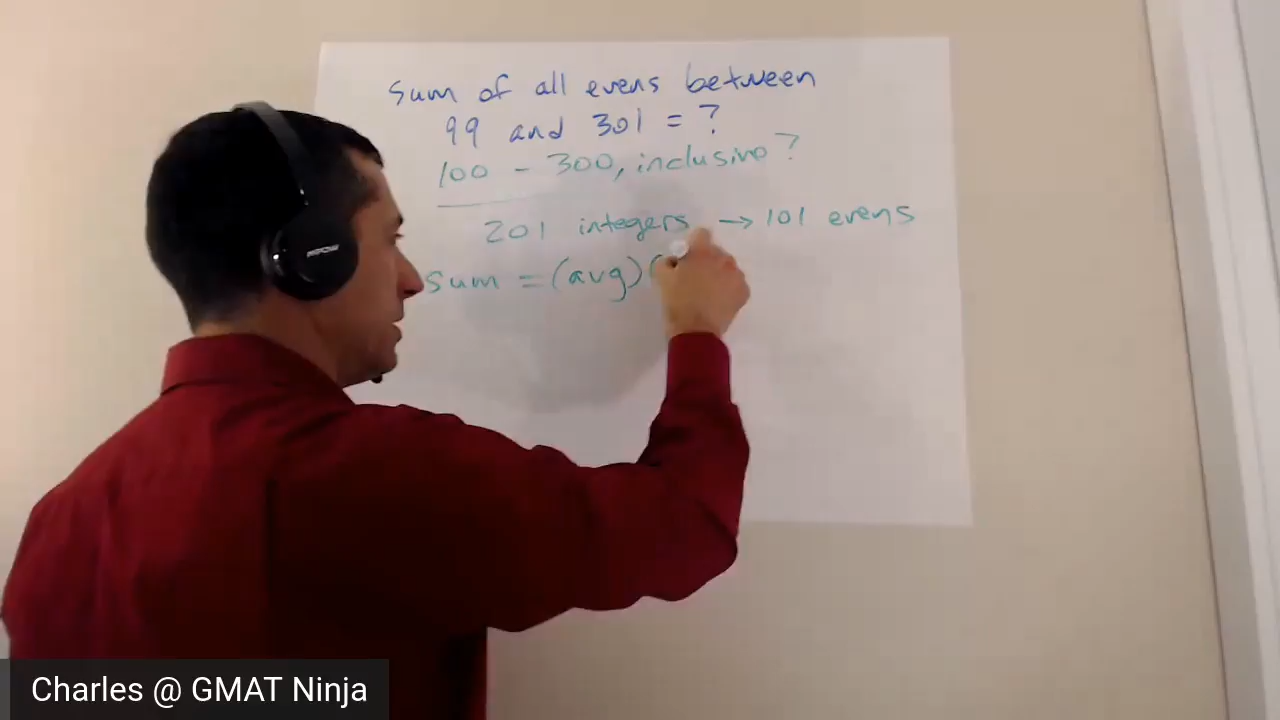 Sum of all evens between
99 and 301 = ?
100 - 300, inclusive?
201 integers → 101 evens
Sum = (avg)(
MPOW
Charles @ GMAT Ninja